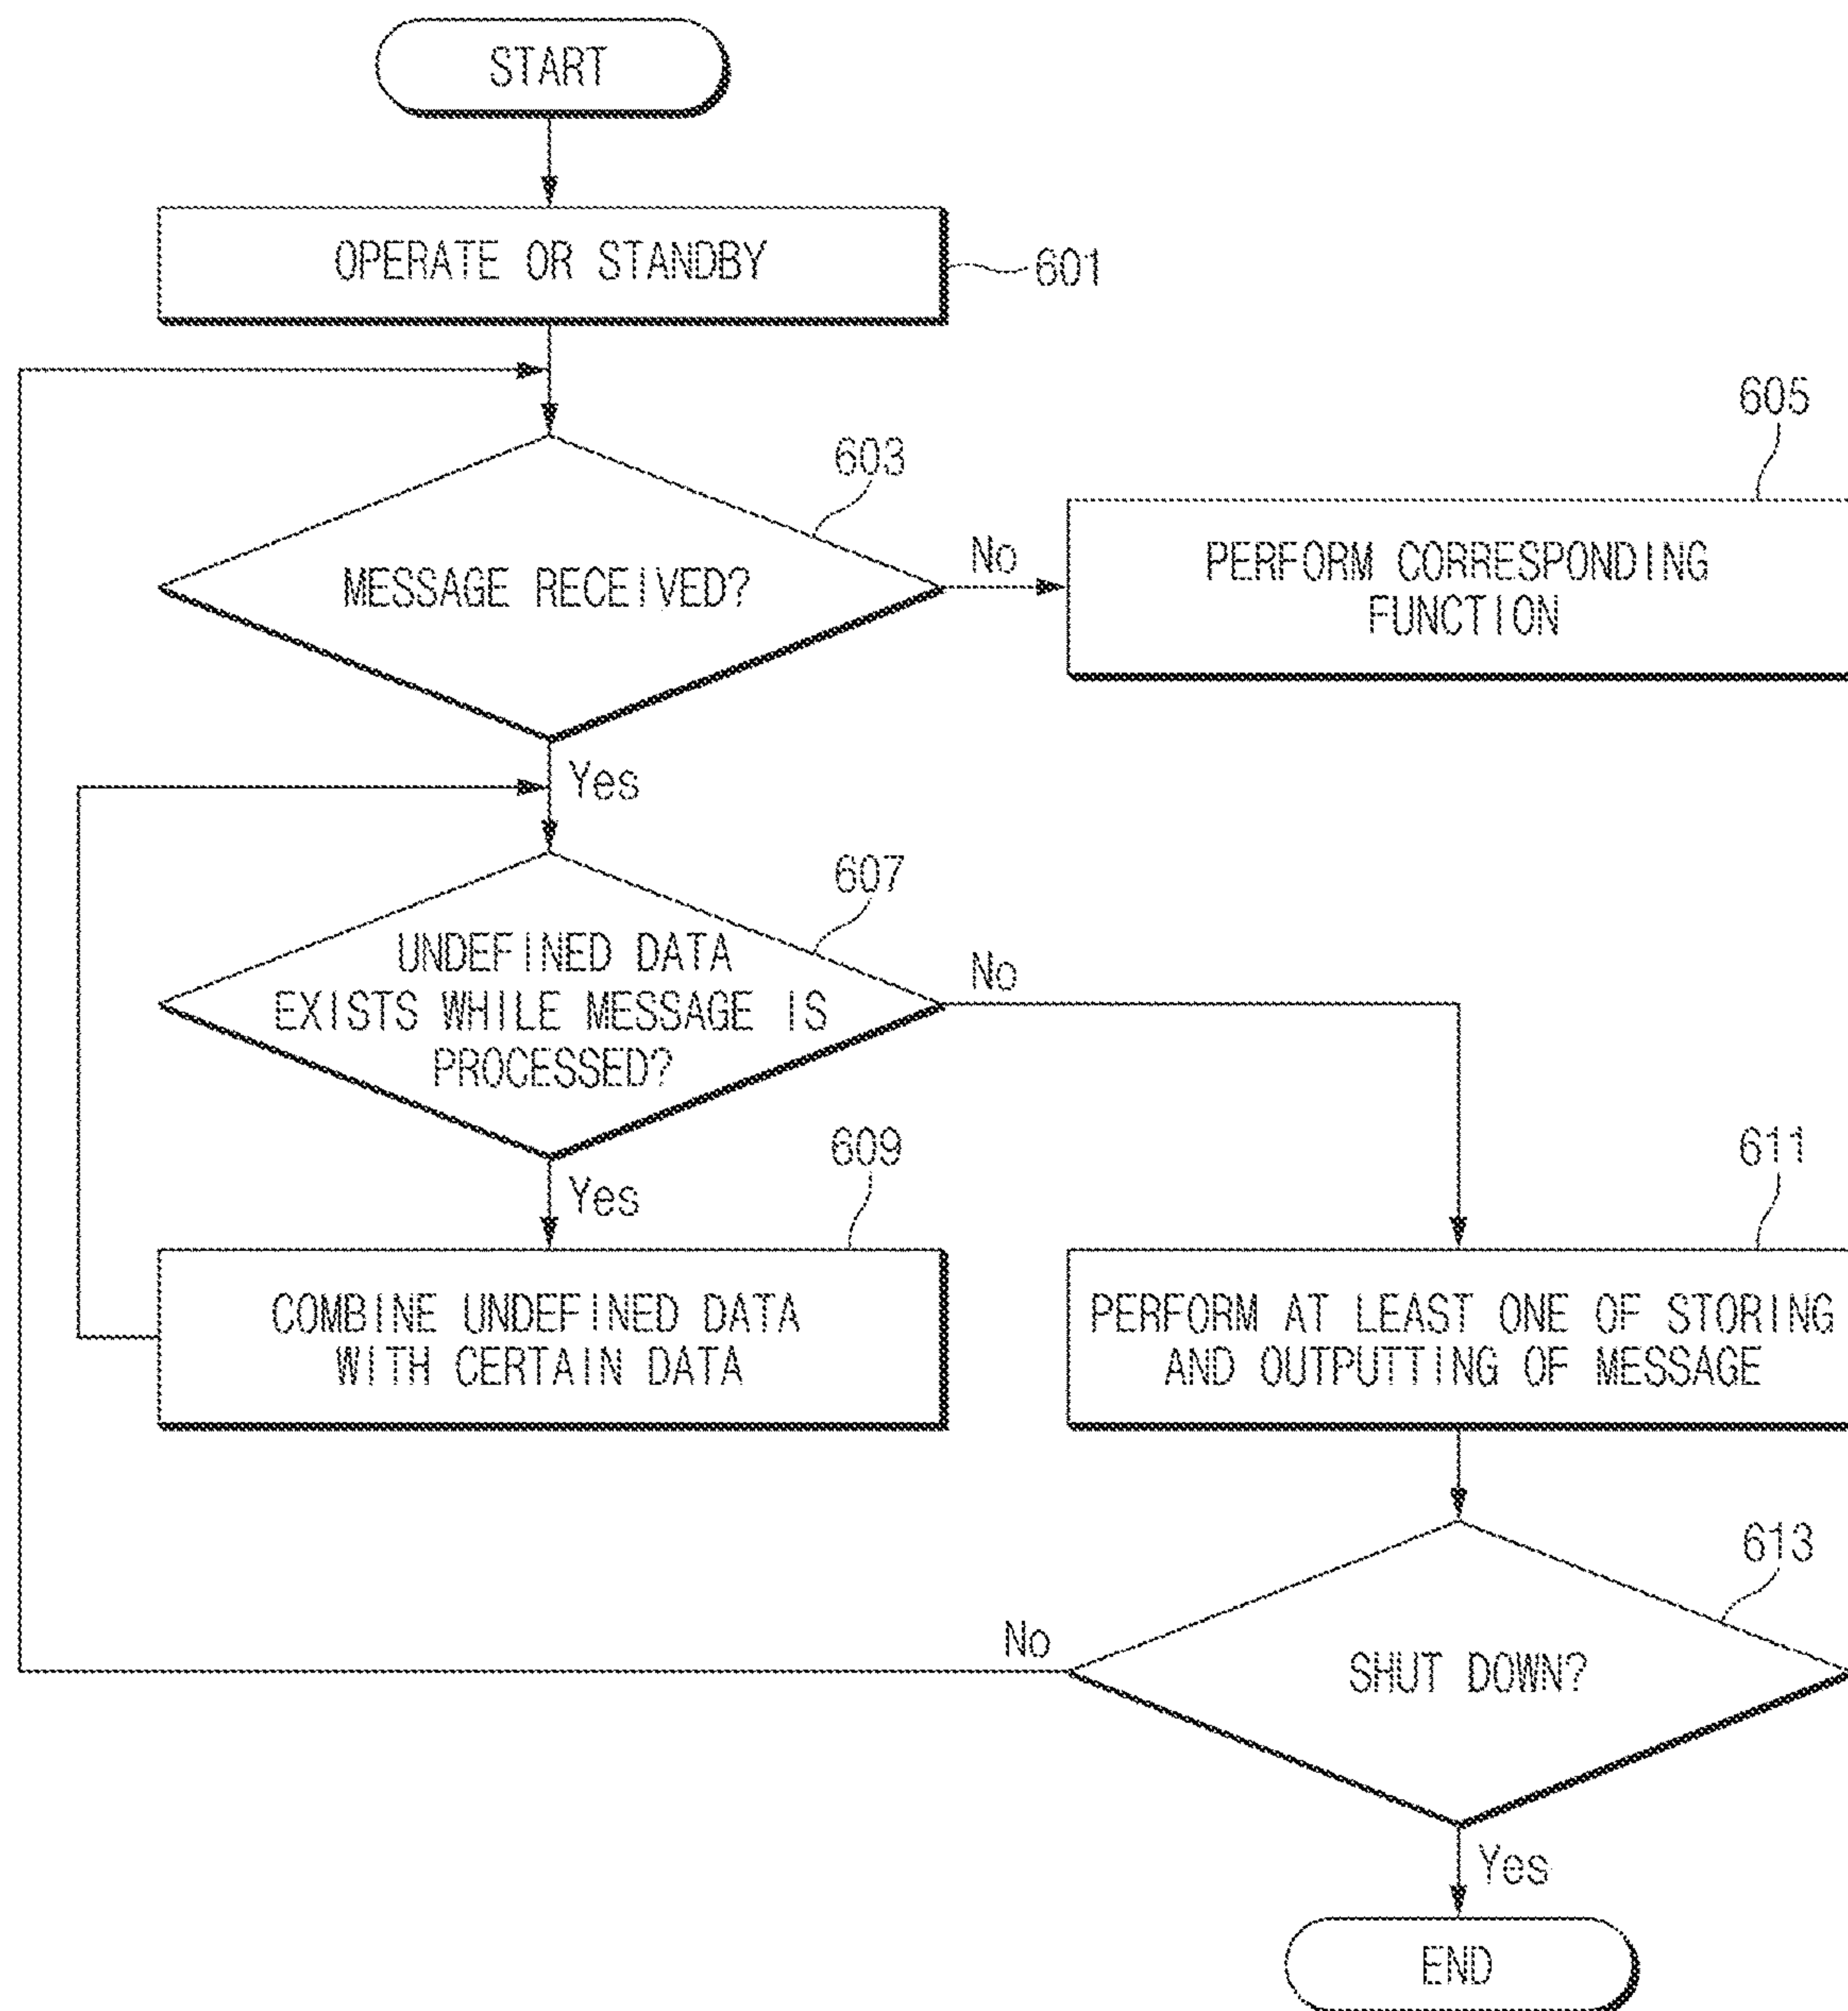 START
OPERATE OR STANDBY
601
603
605
MESSAGE RECEIVED?
No
PERFORM CORRESPONDING
FUNCTION
Yes
607
UNDEFINED DATA
EXISTS WHILE MESSAGE IS
PROCESSED?
No
Yes
609
611
COMBINE UNDEFINED DATA
WITH CERTAIN DATA
PERFORM AT LEAST ONE OF STORING
AND OUTPUTTING OF MESSAGE
613
No
SHUT DOWN?
Yes
END